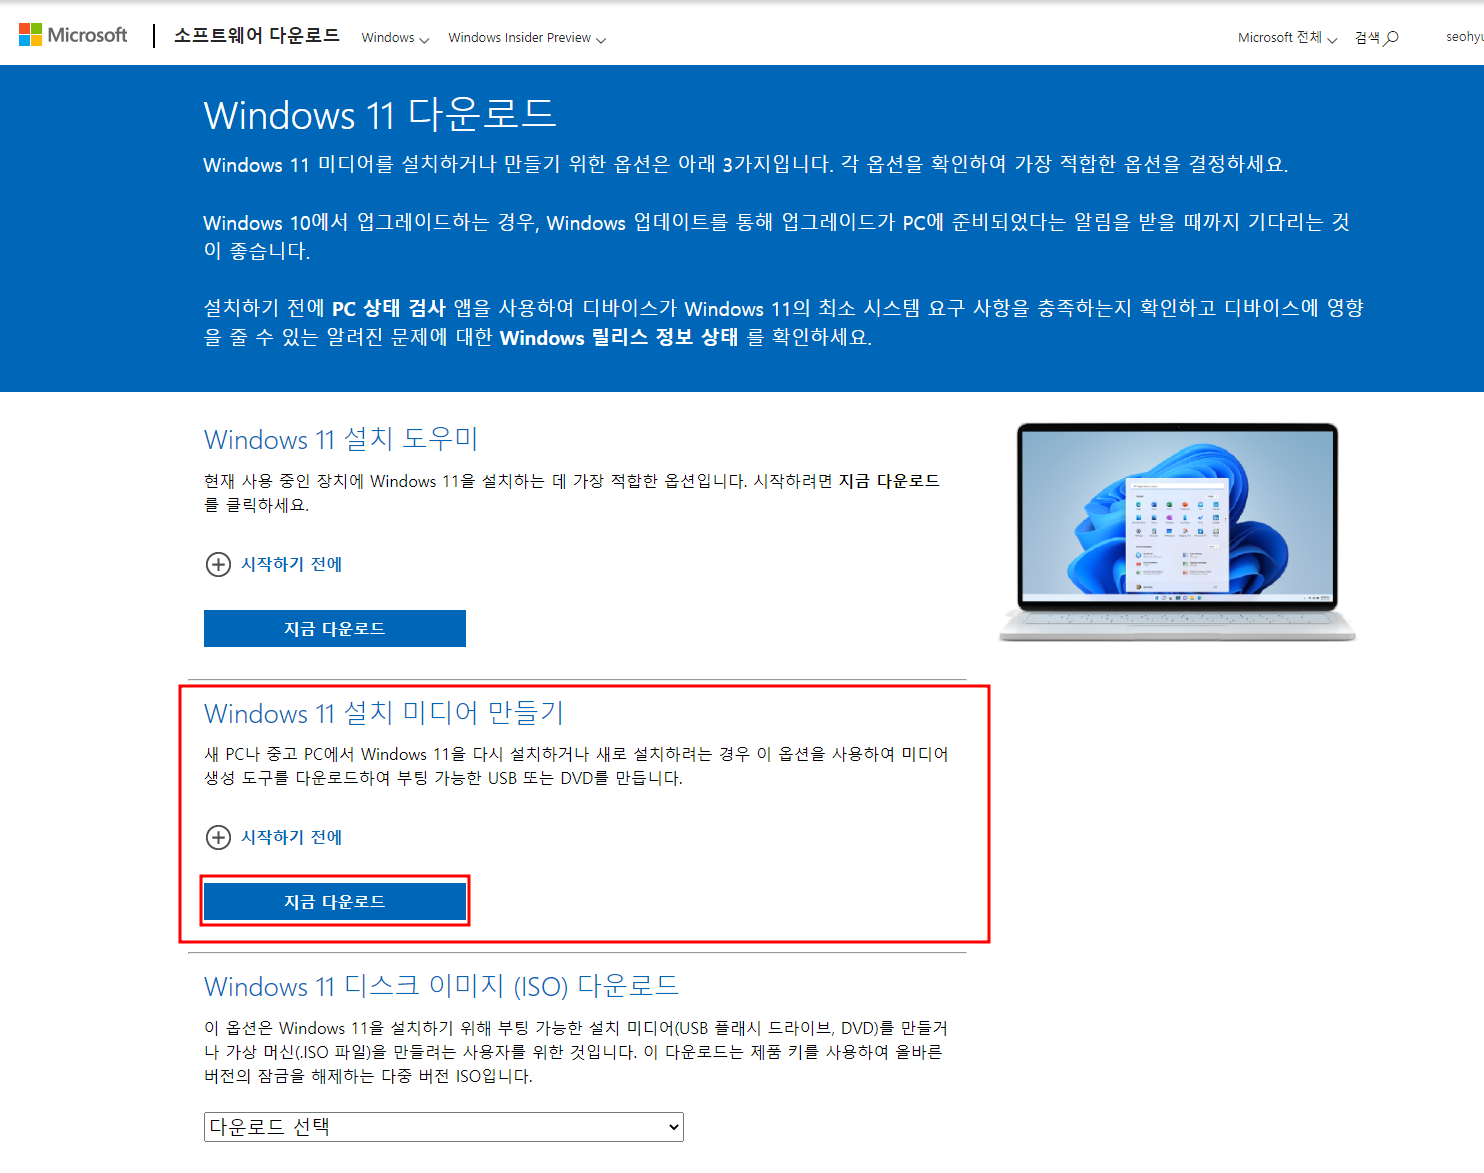 Microsoft 소프트웨어 다운로드 Windows Windows Insider Preview Microsoft 전체 검색
Windows 11 다운로드
Windows 11 미디어를 설치하거나 만들기 위한 옵션은 아래 3가지입니다. 각 옵션을 확인하여 가장 적합한 옵션을 결정하세요.
Windows 10에서 업그레이드하는 경우, Windows 업데이트를 통해 업그레이드가 PC에 준비되었다는 알림을 받을 때까지 기다리는 것
이 좋습니다.
설치하기 전에 PC 상태 검사 앱을 사용하여 디바이스가 Windows 11의 최소 시스템 요구 사항을 충족하는지 확인하고 디바이스에 영향
을 줄 수 있는 알려진 문제에 대한 Windows 릴리스 정보 상태 를 확인하세요.
Windows 11 설치 도우미
현재 사용 중인 장치에 Windows 11을 설치하는 데 가장 적합한 옵션입니다. 시작하려면 지금 다운로드
를 클릭하세요.
시작하기 전에
지금 다운로드
Windows 11 설치 미디어 만들기
새 PC나 중고 PC에서 Windows 11을 다시 설치하거나 새로 설치하려는 경우 이 옵션을 사용하여 미디어
생성 도구를 다운로드하여 부팅 가능한 USB 또는 DVD를 만듭니다.
시작하기 전에
지금 다운로드
Windows 11 디스크 이미지 (ISO) 다운로드
이 옵션은 Windows 11을 설치하기 위해 부팅 가능한 설치 미디어(USB 플래시 드라이브, DVD)를 만들거
나 가상 머신(.ISO 파일)을 만들려는 사용자를 위한 것입니다. 이 다운로드는 제품 키를 사용하여 올바른
버전의 잠금을 해제하는 다중 버전 ISO입니다.
다운로드 선택